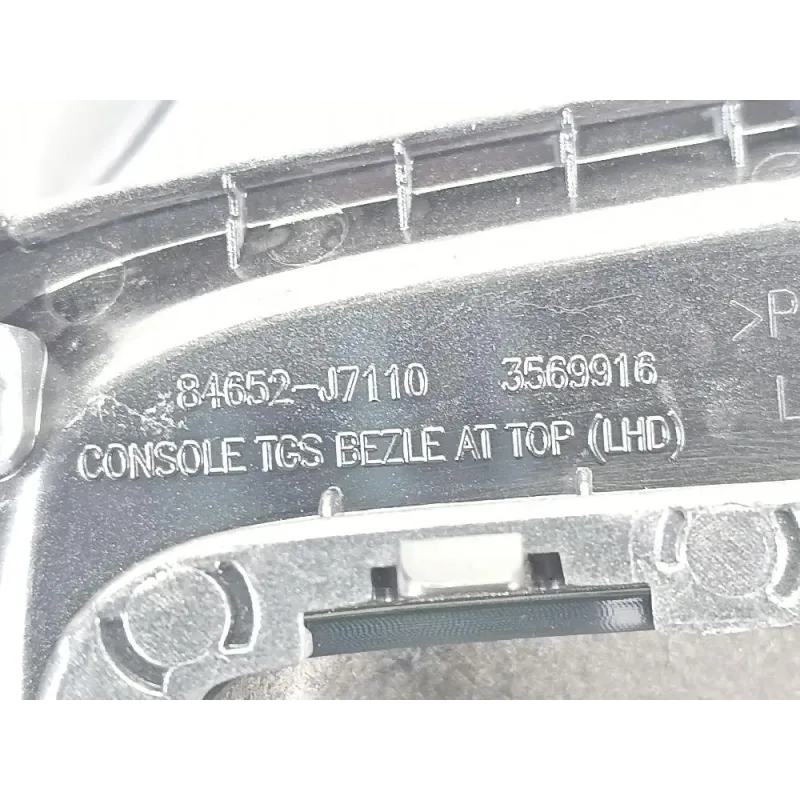 84652-J7110 3569916
CONSOLE TGS BEZLE AT TOP (LHD)
>P
L